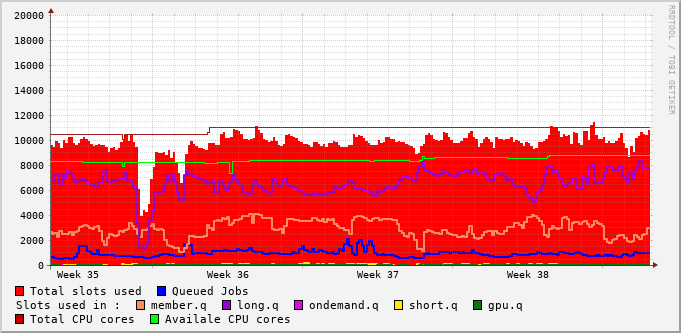 20000
18000
16000
14000
12000
10000
8000
6000
4000
2000
0
Week 35 Week 36 Week 37 Week 38
RRDTOOL / TOBI OETIKER
Total slots used Queued Jobs
Slots used in : member.q long.q ondemand.q short.q gpu.q
Total CPU cores Availale CPU cores